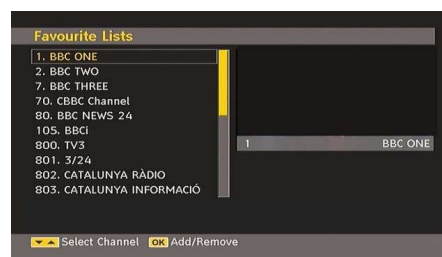 Favourite Lists
1. BBC ONE
2. BBC TWO
7. BBC THREE
70. CBBC Channel
80. BBC NEWS 24
105. BBCi
800. TV3
801. 3/24
802. CATALUNYA RÀDIO
803. CATALUNYA INFORMACIÓ
1 BBC ONE
Select Channel OK Add/Remove